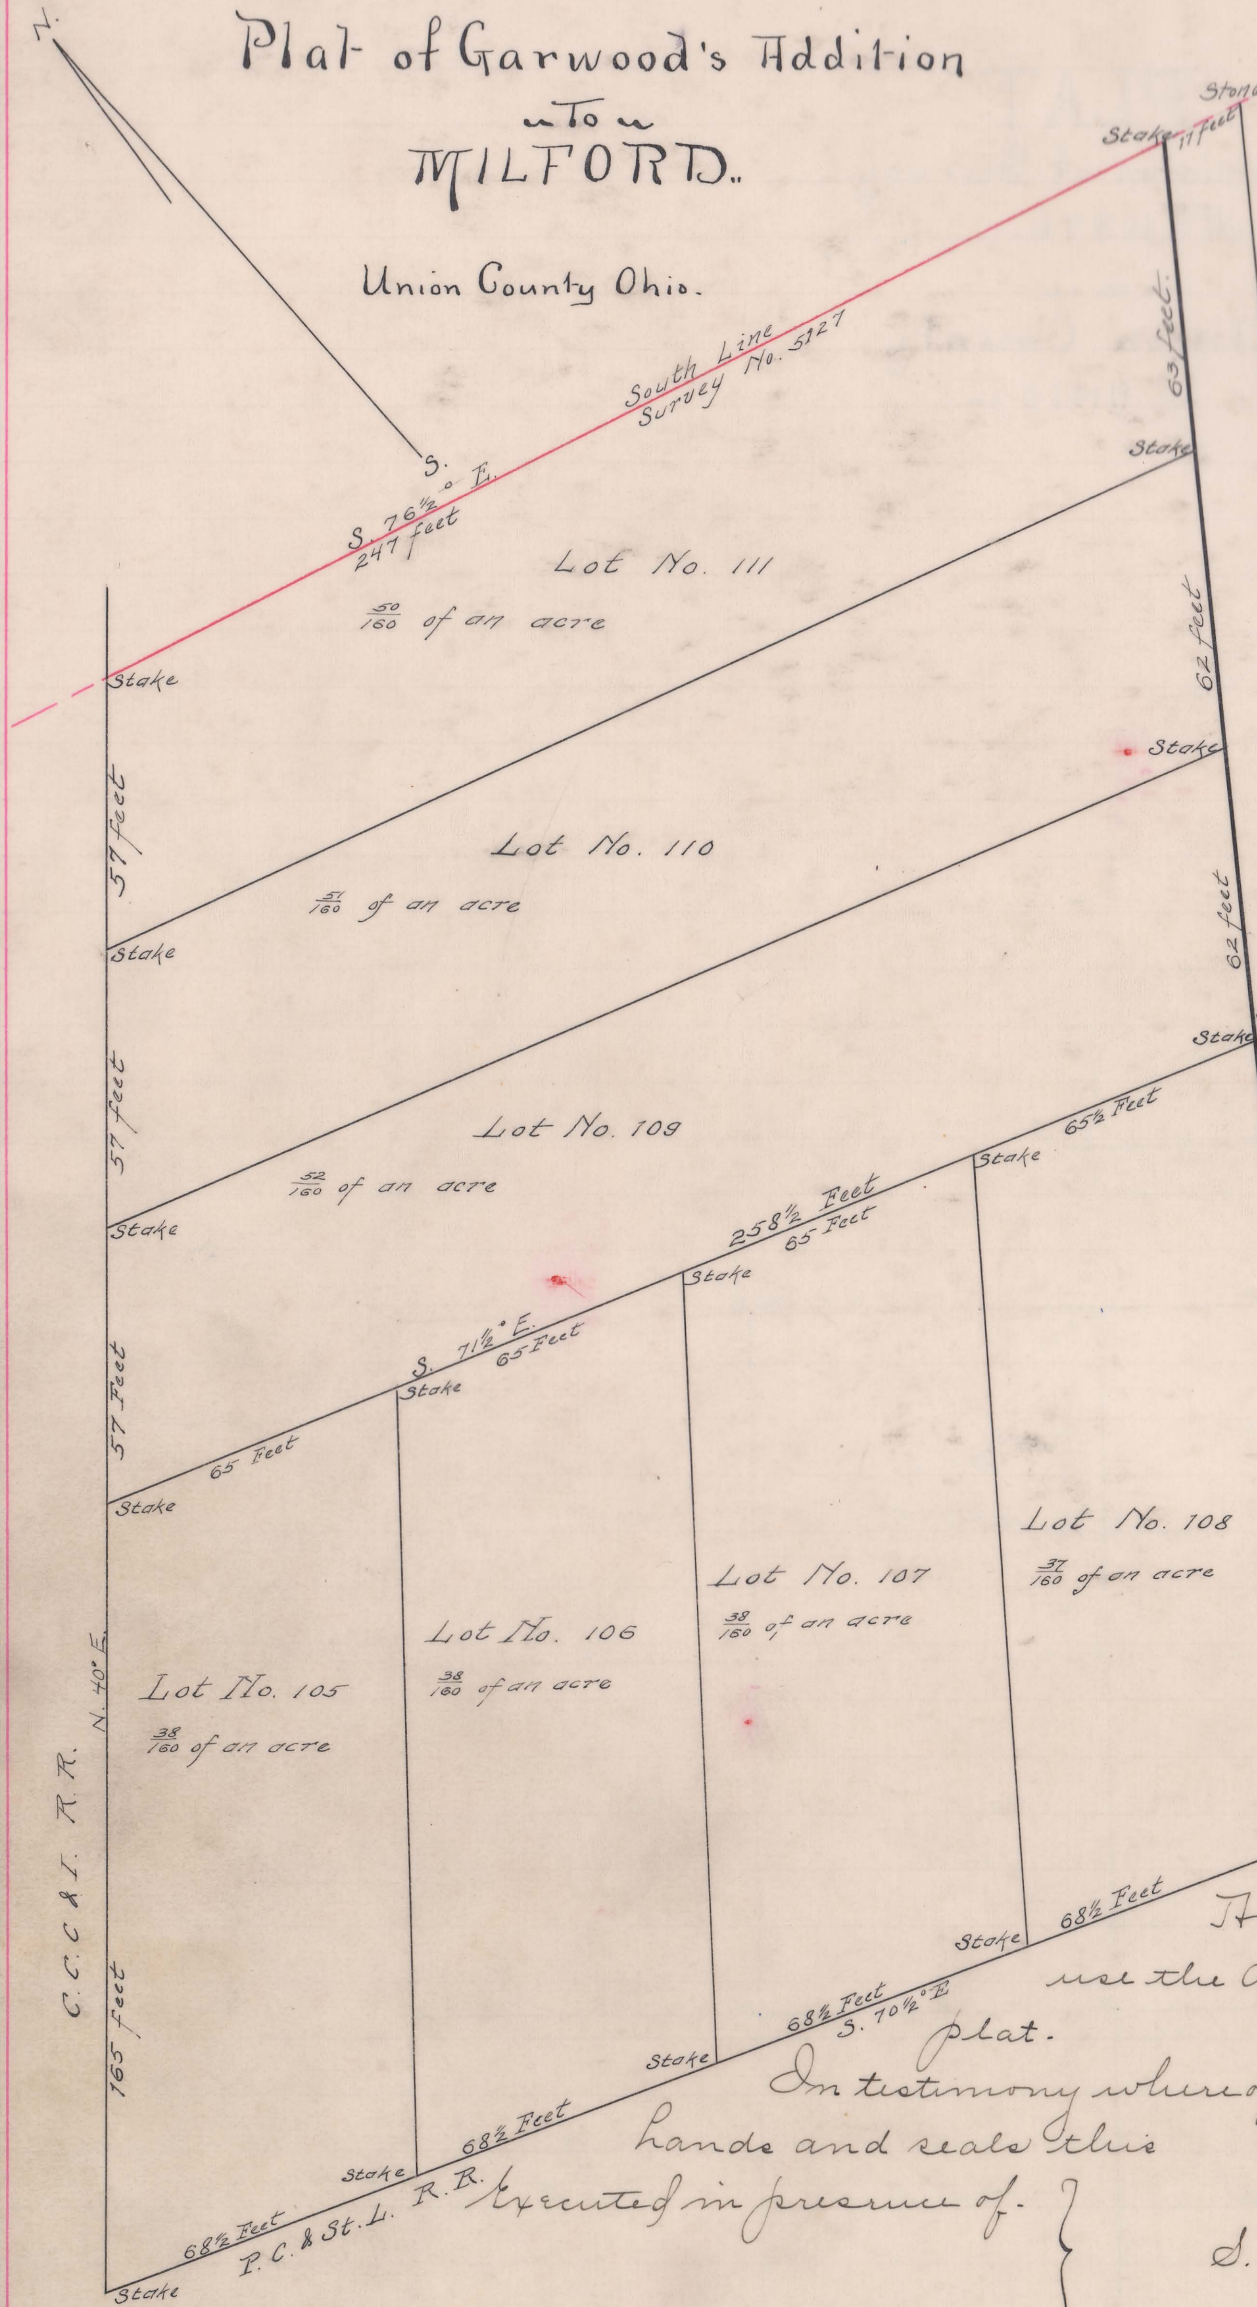 N.
Plat of Garwood's Addition
To
MILFORD.
Union County Ohio.
Stake
11 feet
63 feet.
South Line
Survey No. 5127
S.
S. 76½° E.
247 feet
Stake
Lot No. 111
50/160 of an acre
Stake
62 feet
57 feet
Stake
Lot No. 110
51/160 of an acre
Stake
62 feet
Stake
57 feet
Lot No. 109
52/160 of an acre
65½ Feet
Stake
258½ Feet
65 Feet
Stake
Stake
S. 71½° E.
65 Feet
Stake
57 Feet
65 Feet
Stake
Lot No. 108
37/160 of an acre
Lot No. 107
38/160 of an acre
Lot No. 106
38/160 of an acre
N. 40° E.
Lot No. 105
38/160 of an acre
C. C. C & I. R. R.
165 feet
68½ Feet
Stake
use the
68½ Feet
S. 70½° E
plat.
Stake
In testimony where
68½ Feet
hands and seals this
Stake
Executed in presence of.
68½ Feet
P. C. & St. L. R. R.
S.
Stake